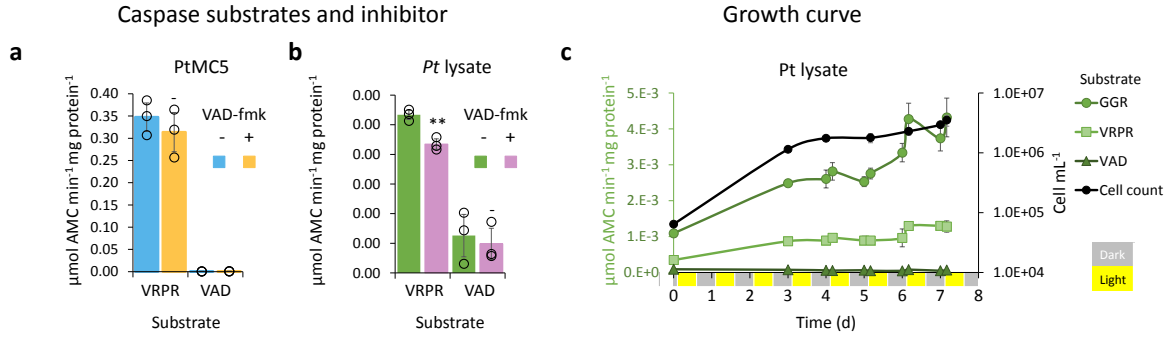 Caspase substrates and inhibitor
Growth curve
a
PtMC5
µmol AMC min-1 mg protein-1
0.40
0.35
0.30
0.25
0.20
0.15
0.10
0.05
0.00
-
VAD-fmk
- +
VRPR VAD
Substrate
b
Pt lysate
µmol AMC min-1 mg protein-1
0.00
0.00
0.00
0.00
0.00
0.00
0.00
**
-
VAD-fmk
- +
VRPR VAD
Substrate
c
Pt lysate
µmol AMC min-1 mg protein-1
5.E-3
4.E-3
3.E-3
2.E-3
1.E-3
0.E+0
1.0E+07
1.0E+06
1.0E+05
1.0E+04
Cell mL-1
0 1 2 3 4 5 6 7 8
Time (d)
Substrate
GGR
VRPR
VAD
Cell count
Dark
Light